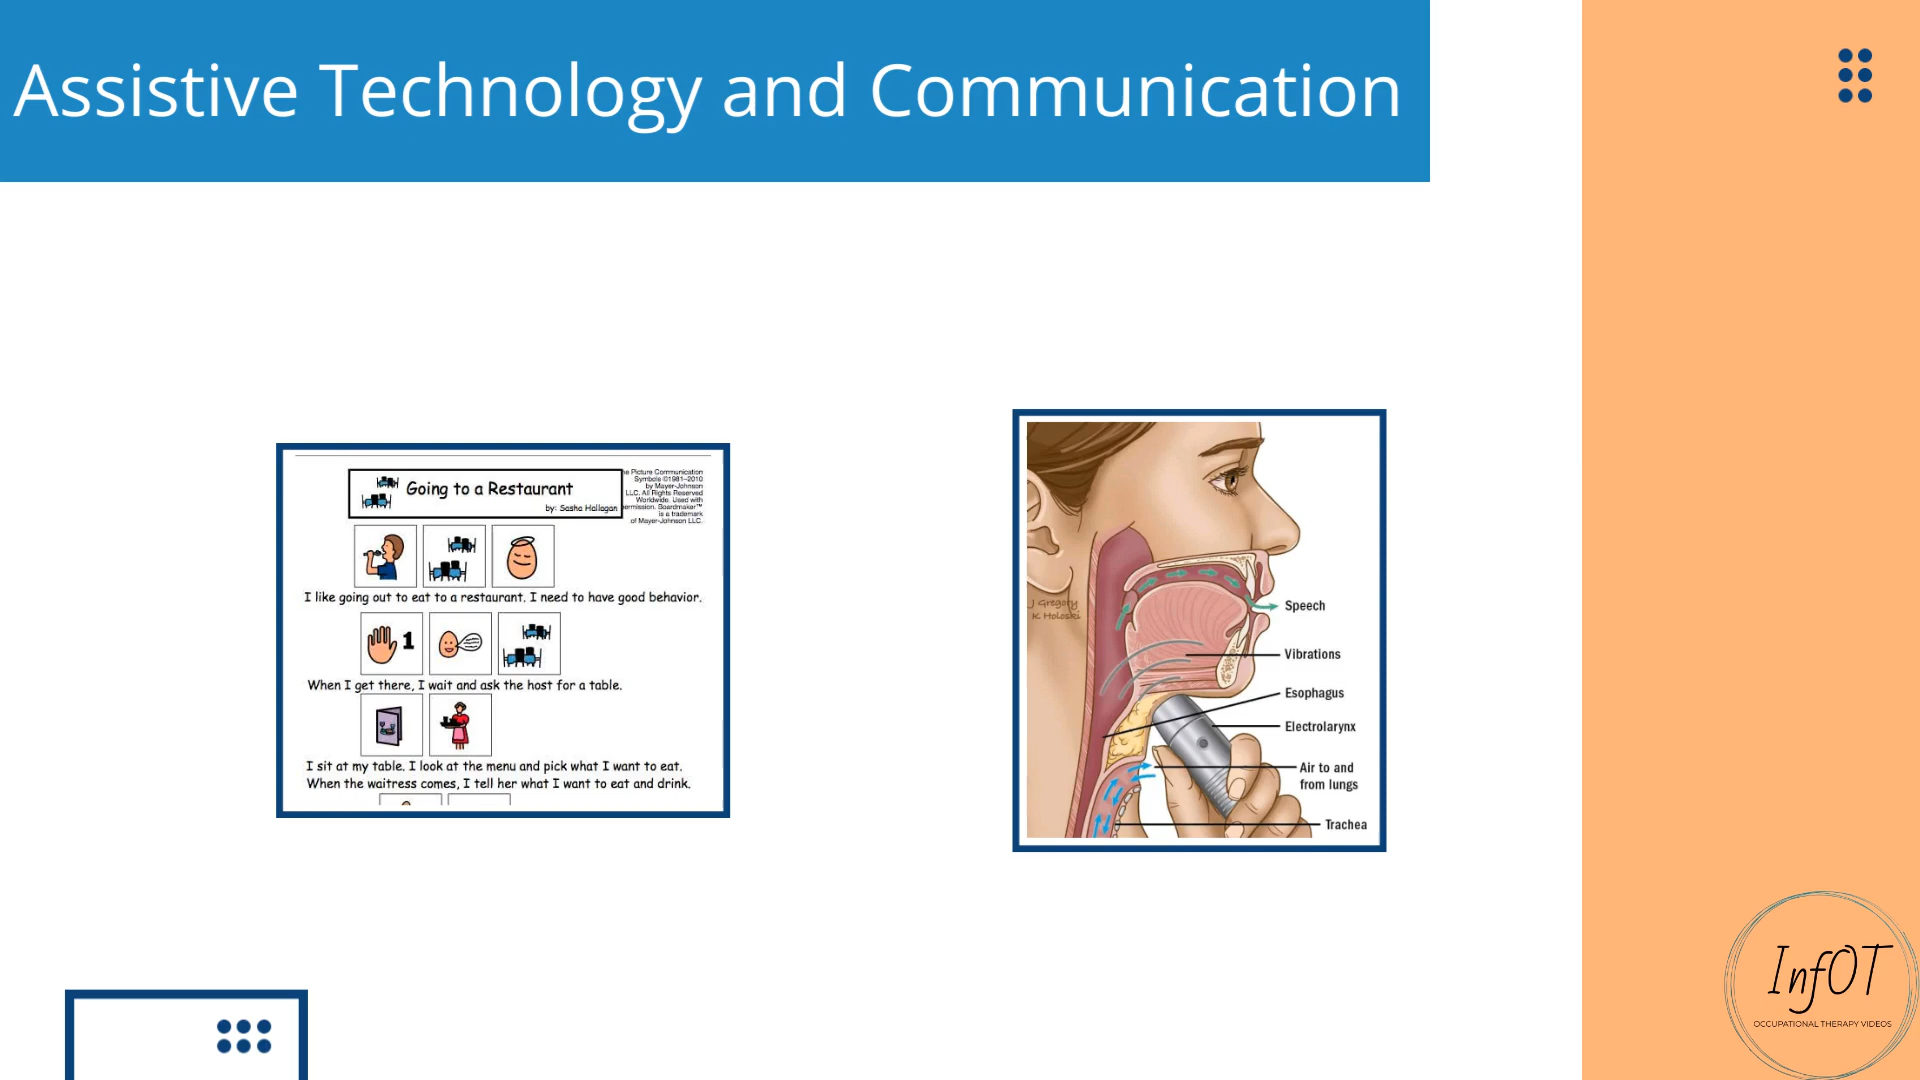 Assistive Technology and Communication
Going to a Restaurant
by: Sasha Hallagan
Picture Communication
Symbols ©1981–2010
by Mayer-Johnson
LLC. All Rights Reserved
Worldwide. Used with
Boardmaker™
is a trademark
of Mayer-Johnson LLC.
1
I like going out to eat to a restaurant. I need to have good behavior.
When I get there, I wait and ask the host for a table.
I sit at my table. I look at the menu and pick what I want to eat.
When the waitress comes, I tell her what I want to eat and drink.
J Gregory
K Holoski
Speech
Vibrations
Esophagus
Electrolarynx
Air to and
from lungs
Trachea
InfOT
OCCUPATIONAL THERAPY VIDEOS